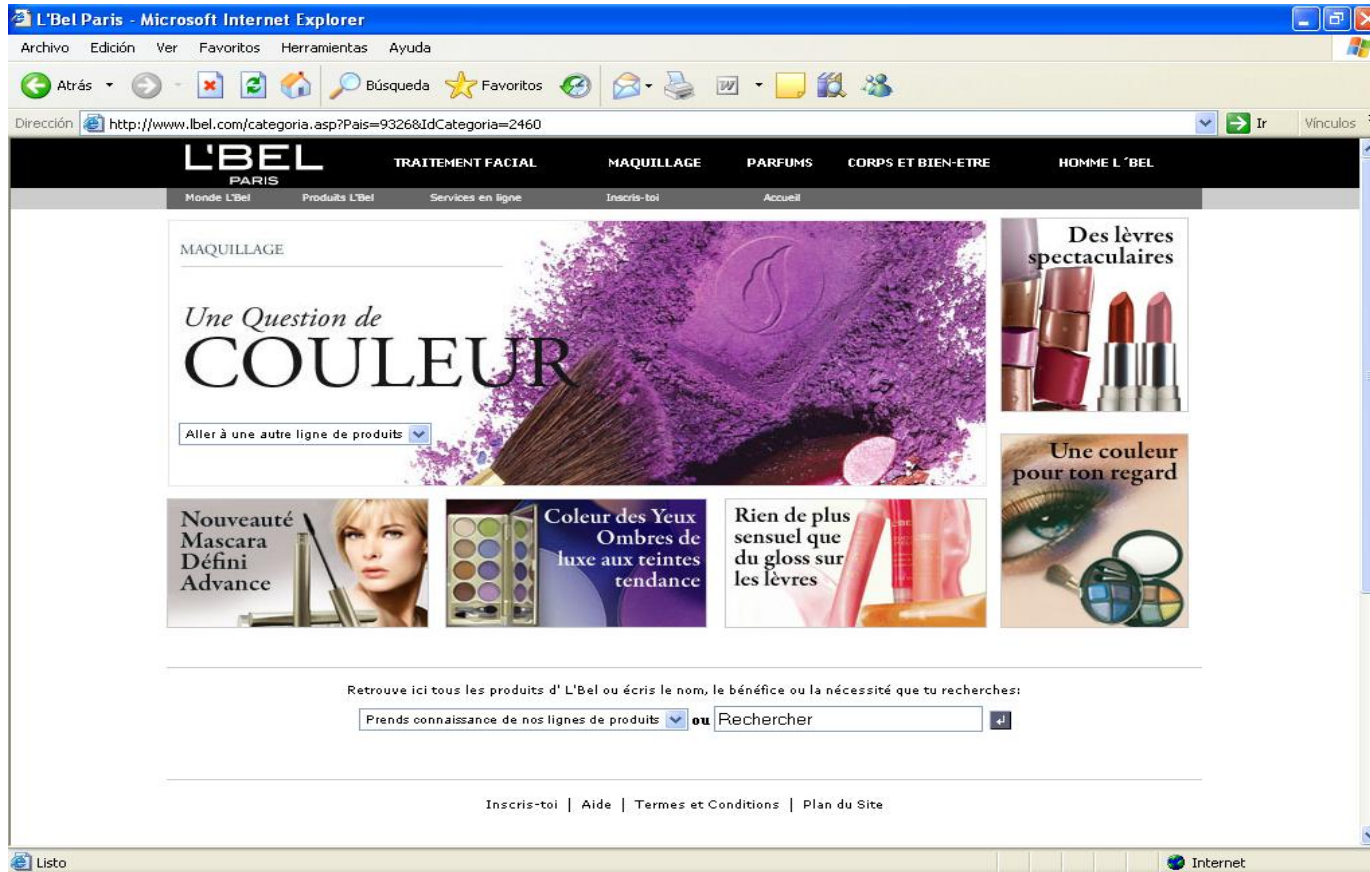 L'Bel Paris - Microsoft Internet Explorer
Archivo Edición Ver Favoritos Herramientas Ayuda
Atrás Búsqueda Favoritos
Dirección http://www.lbel.com/categoria.asp?Pais=9326&IdCategoria=2460 Ir Vínculos
L'BEL
PARIS
TRAITEMENT FACIAL MAQUILLAGE PARFUMS CORPS ET BIEN-ETRE HOMME L ´BEL
Monde L'Bel Produits L'Bel Services en ligne Inscris-toi Accueil
MAQUILLAGE
Une Question de
COULEUR
Aller à une autre ligne de produits
Des lèvres
spectaculaires
Une couleur
pour ton regard
Nouveauté
Mascara
Défini
Advance
Coleur des Yeux
Ombres de
luxe aux teintes
tendance
Rien de plus
sensuel que
du gloss sur
les lèvres
Retrouve ici tous les produits d' L'Bel ou écris le nom, le bénéfice ou la nécessité que tu recherches:
Prends connaissance de nos lignes de produits ou Rechercher
Inscris-toi | Aide | Termes et Conditions | Plan du Site
Listo Internet